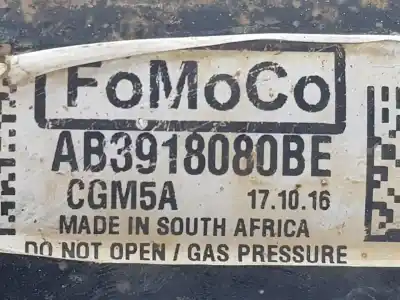 FoMoCo
AB3918080BE
CGM5A 17.10.16
MADE IN SOUTH AFRICA
DO NOT OPEN / GAS PRESSURE